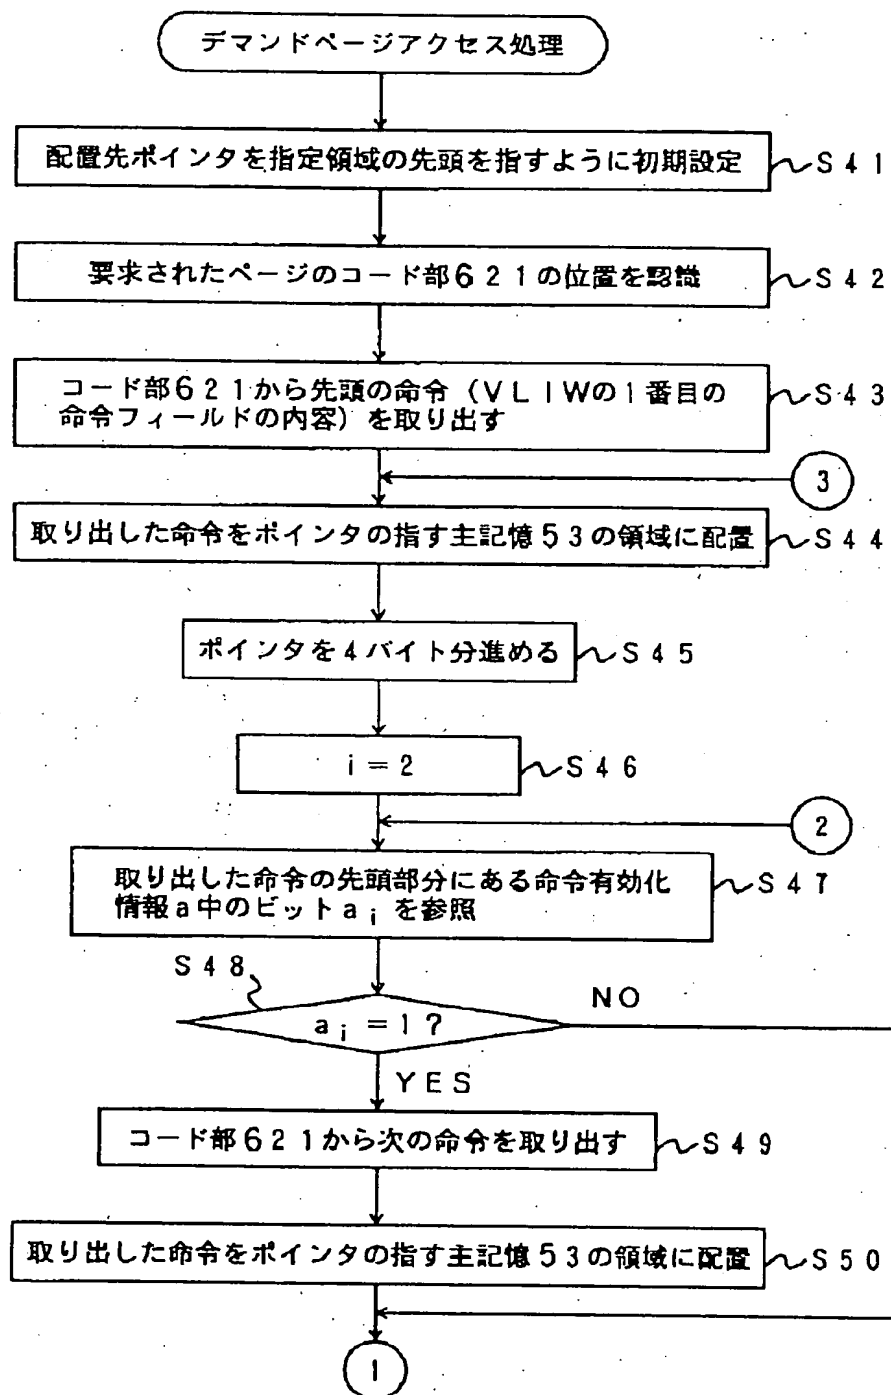 デマンドページアクセス処理
配置先ポインタを指定領域の先頭を指すように初期設定 S41
要求されたページのコード部621の位置を認識 S42
コード部621から先頭の命令（VLIWの1番目の
命令フィールドの内容）を取り出す S43
3
取り出した命令をポインタの指す主記憶53の領域に配置 S44
ポインタを4バイト分進める S45
i=2 S46
2
取り出した命令の先頭部分にある命令有効化 S47
情報a中のビットaiを参照
S48
ai=1? NO
YES
コード部621から次の命令を取り出す S49
取り出した命令をポインタの指す主記憶53の領域に配置 S50
1